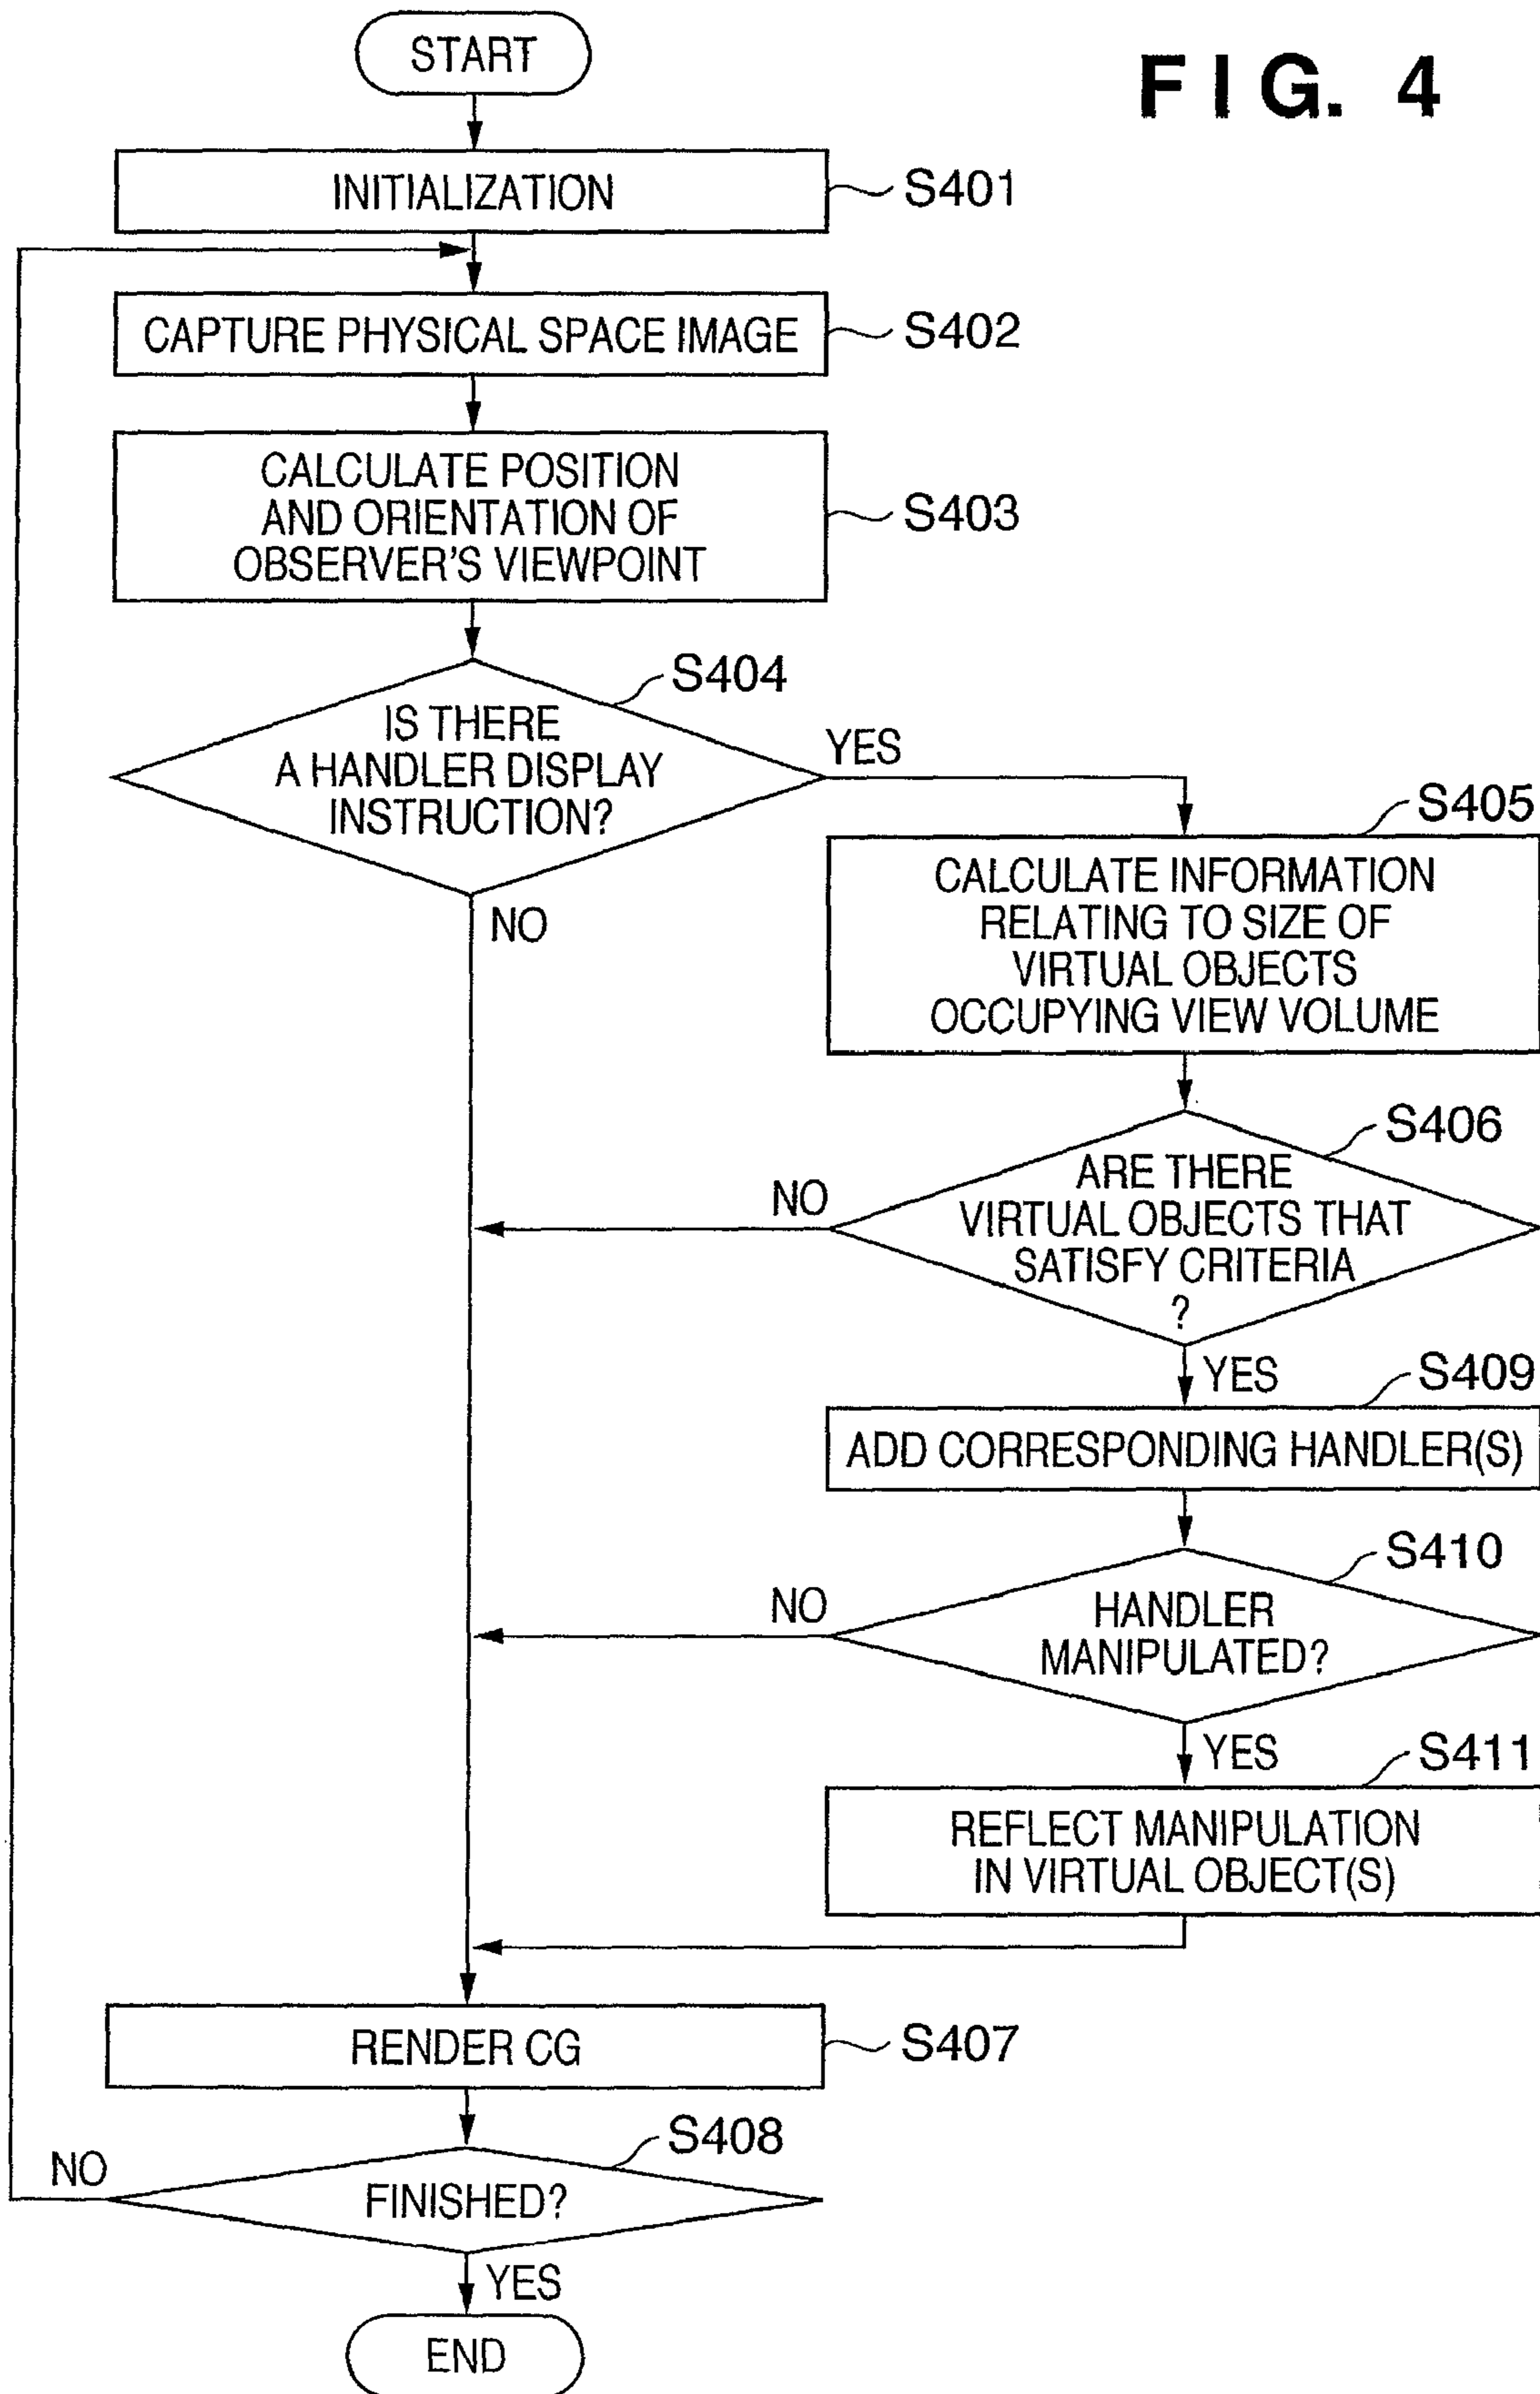 START
FIG. 4
INITIALIZATION
S401
CAPTURE PHYSICAL SPACE IMAGE
S402
CALCULATE POSITION
AND ORIENTATION OF
OBSERVER'S VIEWPOINT
S403
S404
IS THERE
A HANDLER DISPLAY
INSTRUCTION?
YES
NO
S405
CALCULATE INFORMATION
RELATING TO SIZE OF
VIRTUAL OBJECTS
OCCUPYING VIEW VOLUME
S406
ARE THERE
VIRTUAL OBJECTS THAT
SATISFY CRITERIA
?
NO
YES
S409
ADD CORRESPONDING HANDLER(S)
S410
HANDLER
MANIPULATED?
NO
YES
S411
REFLECT MANIPULATION
IN VIRTUAL OBJECT(S)
RENDER CG
S407
S408
FINISHED?
NO
YES
END